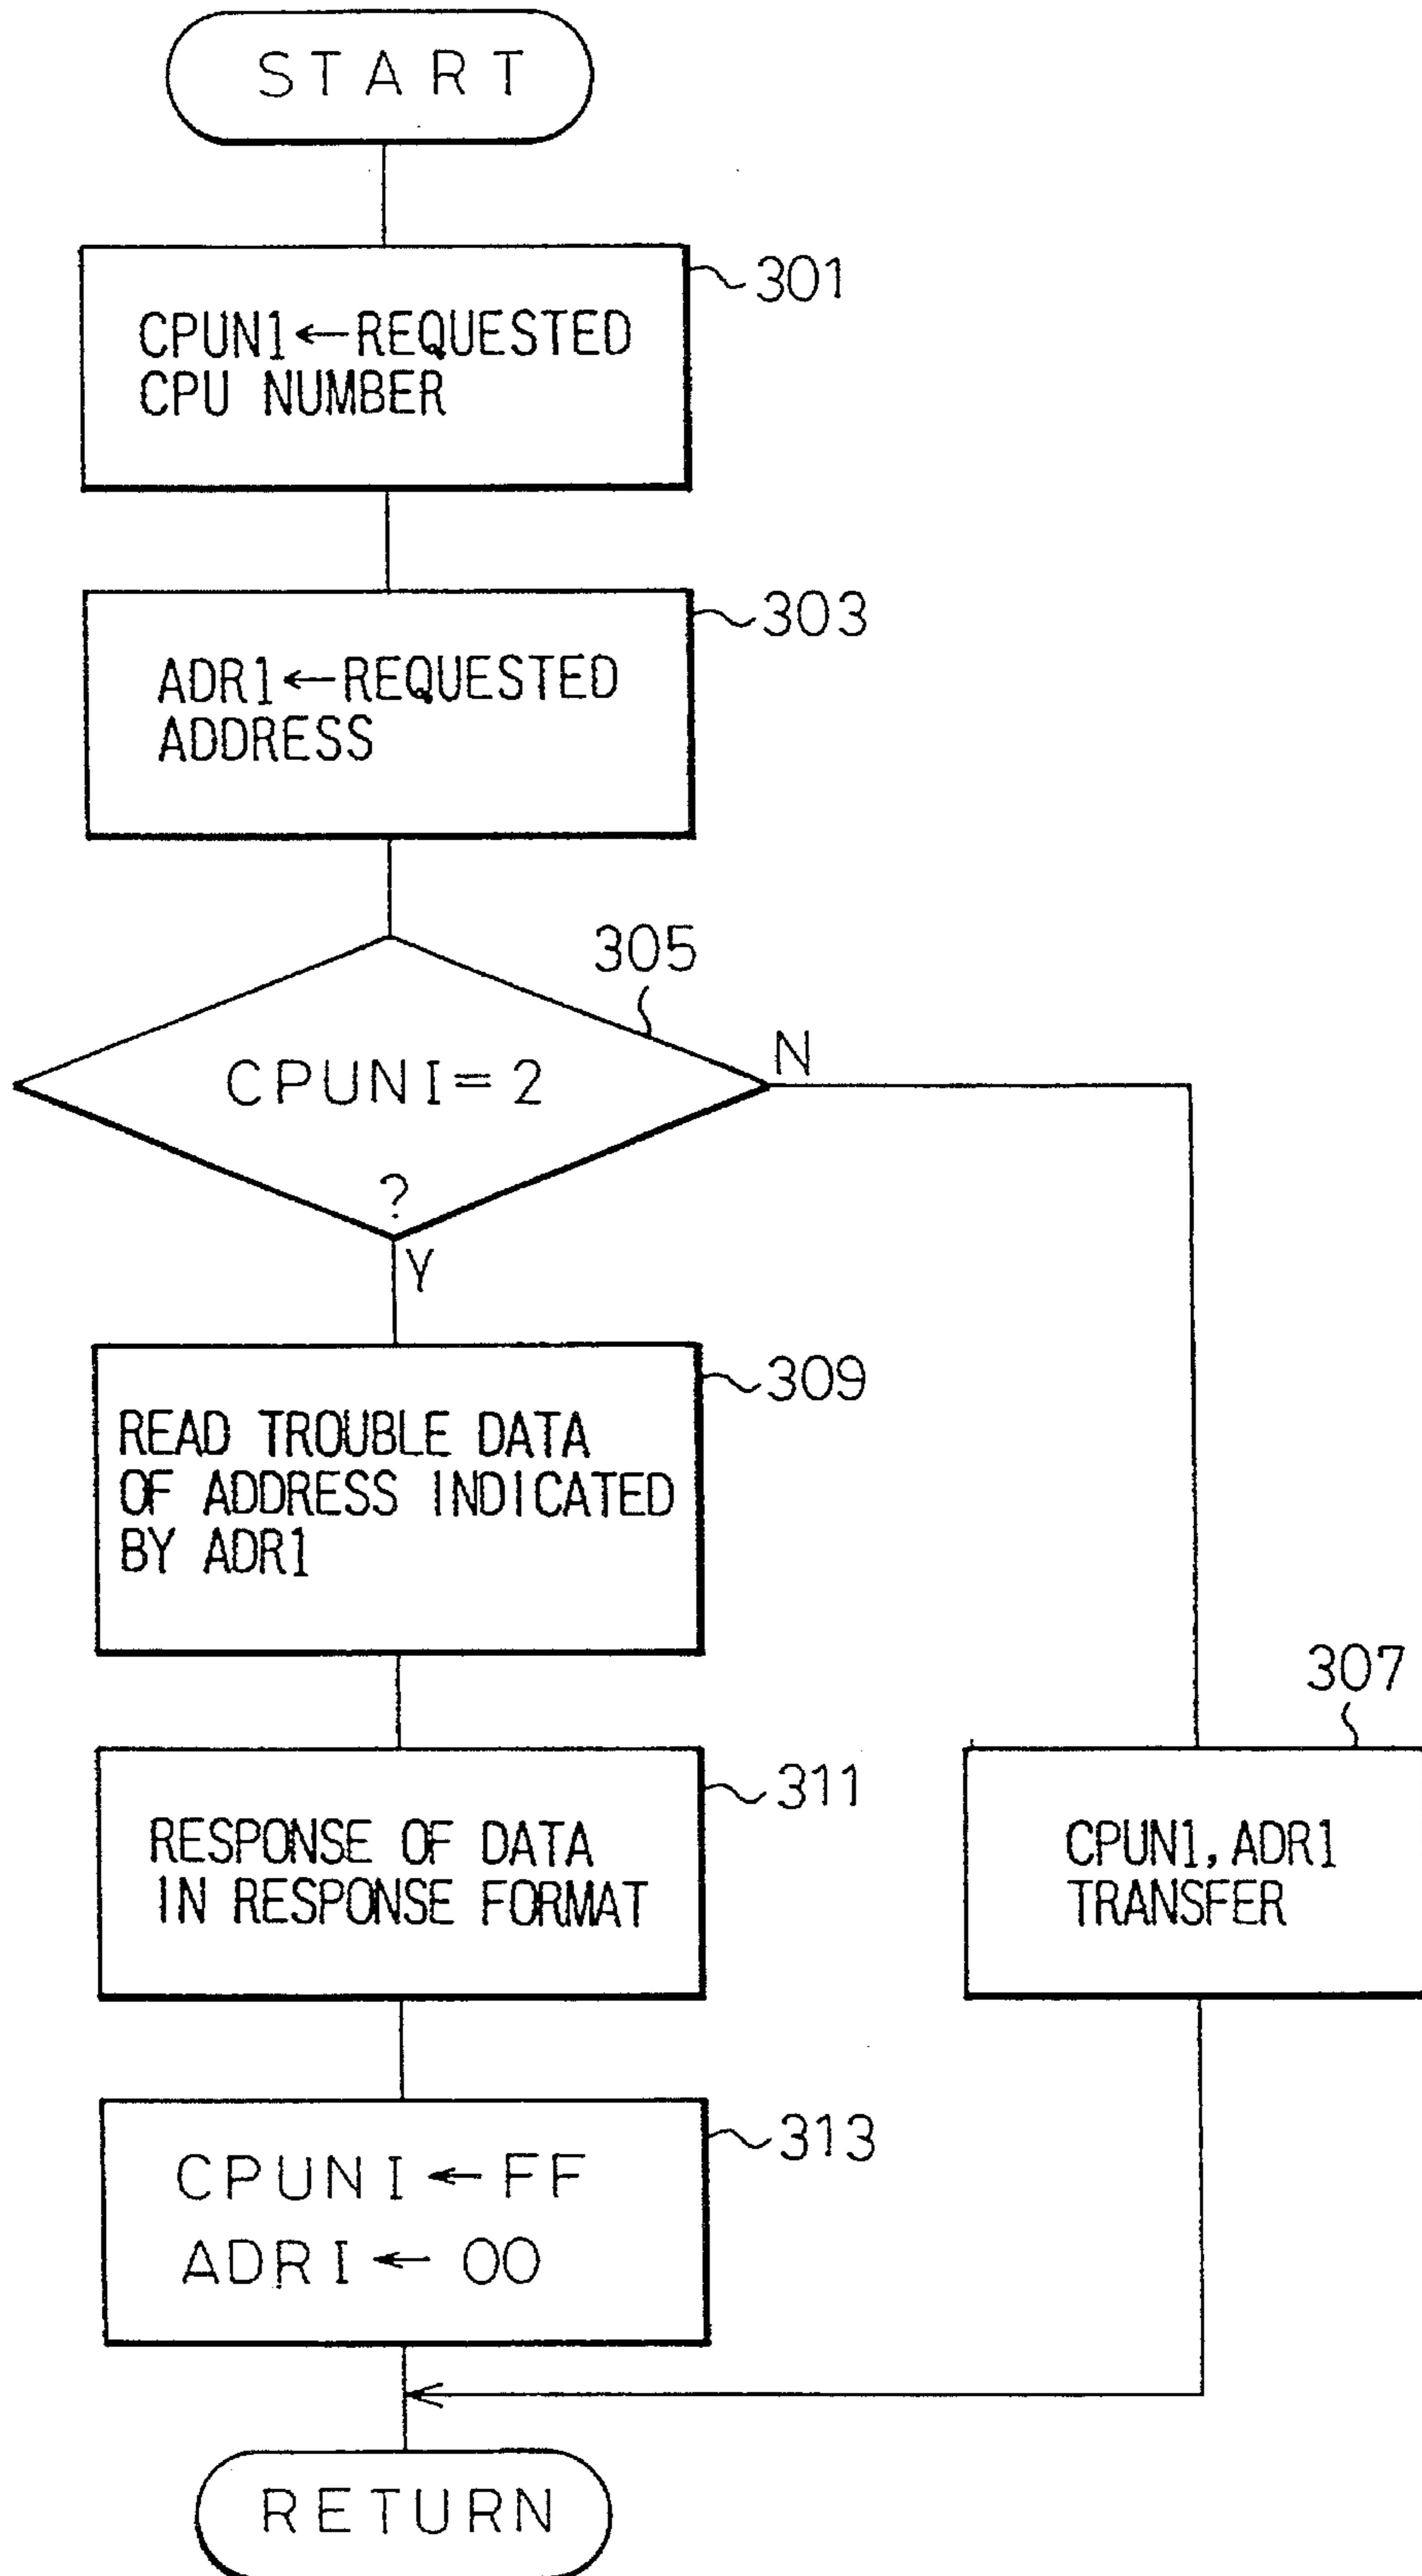 START
301
CPUN1←REQUESTED
CPU NUMBER
303
ADR1←REQUESTED
ADDRESS
305
CPUNI=2
?
N
Y
309
READ TROUBLE DATA
OF ADDRESS INDICATED
BY ADR1
307
311
RESPONSE OF DATA
IN RESPONSE FORMAT
CPUN1, ADR1
TRANSFER
313
CPUNI←FF
ADRI← 00
RETURN